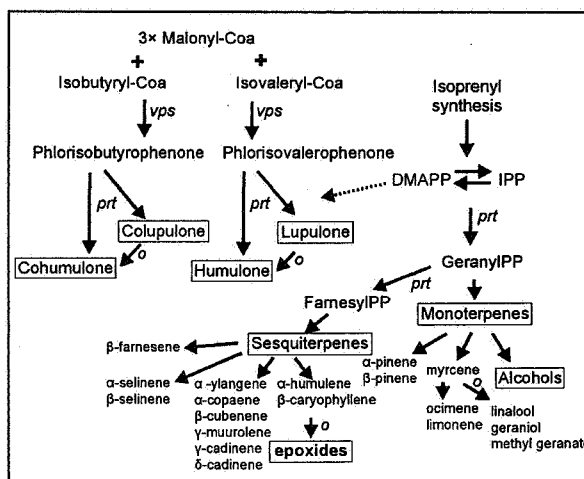 3× Malonyl-Coa
+ +
Isobutyryl-Coa Isovaleryl-Coa
Isoprenyl
synthesis
vps vps
Phlorisobutyrophenone Phlorisovalerophenone
DMAPP IPP
prt prt prt
Colupulone Lupulone
o o
Cohumulone Humulone
GeranylIPP
prt
FarnesylIPP
Monoterpenes
Sesquiterpenes
β-farnesene
α-pinene
β-pinene
myrcene
o
Alcohols
α-selinene
β-selinene
α-ylangene
α-copaene
β-cubenene
γ-muurolene
γ-cadinene
δ-cadinene
α-humulene
β-caryophyllene
o
epoxides
ocimene
limonene
linalool
geraniol
methyl geranate